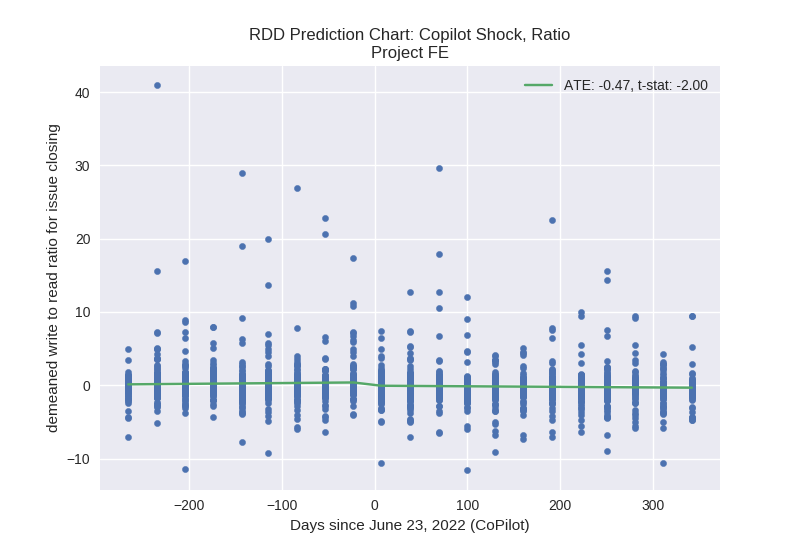 RDD Prediction Chart: Copilot Shock, Ratio
Project FE
ATE: -0.47, t-stat: -2.00
demeaned write to read ratio for issue closing
40
30
20
10
0
−10
−200
−100
0
100
200
300
Days since June 23, 2022 (CoPilot)